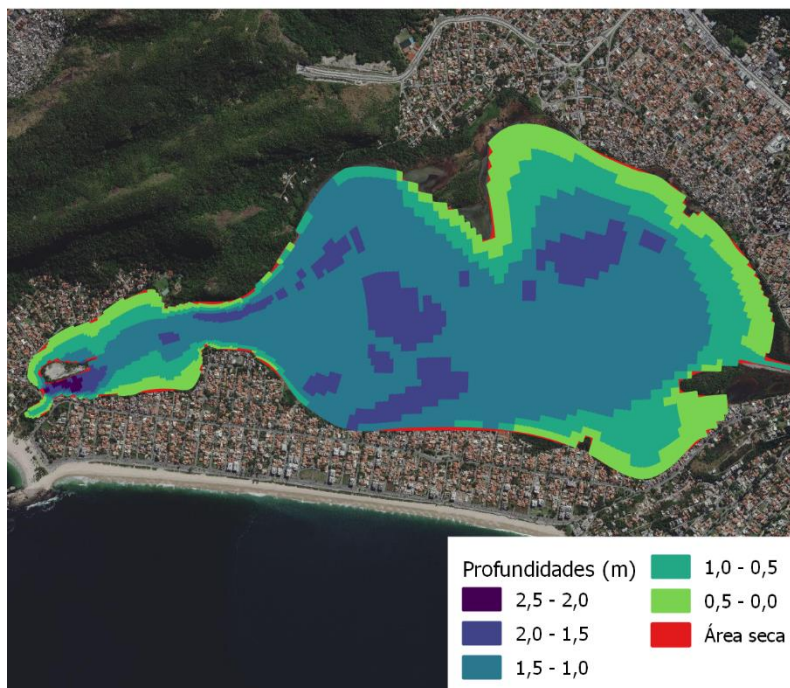 Profundidades (m)
2,5 - 2,0
2,0 - 1,5
1,5 - 1,0
1,0 - 0,5
0,5 - 0,0
Área seca